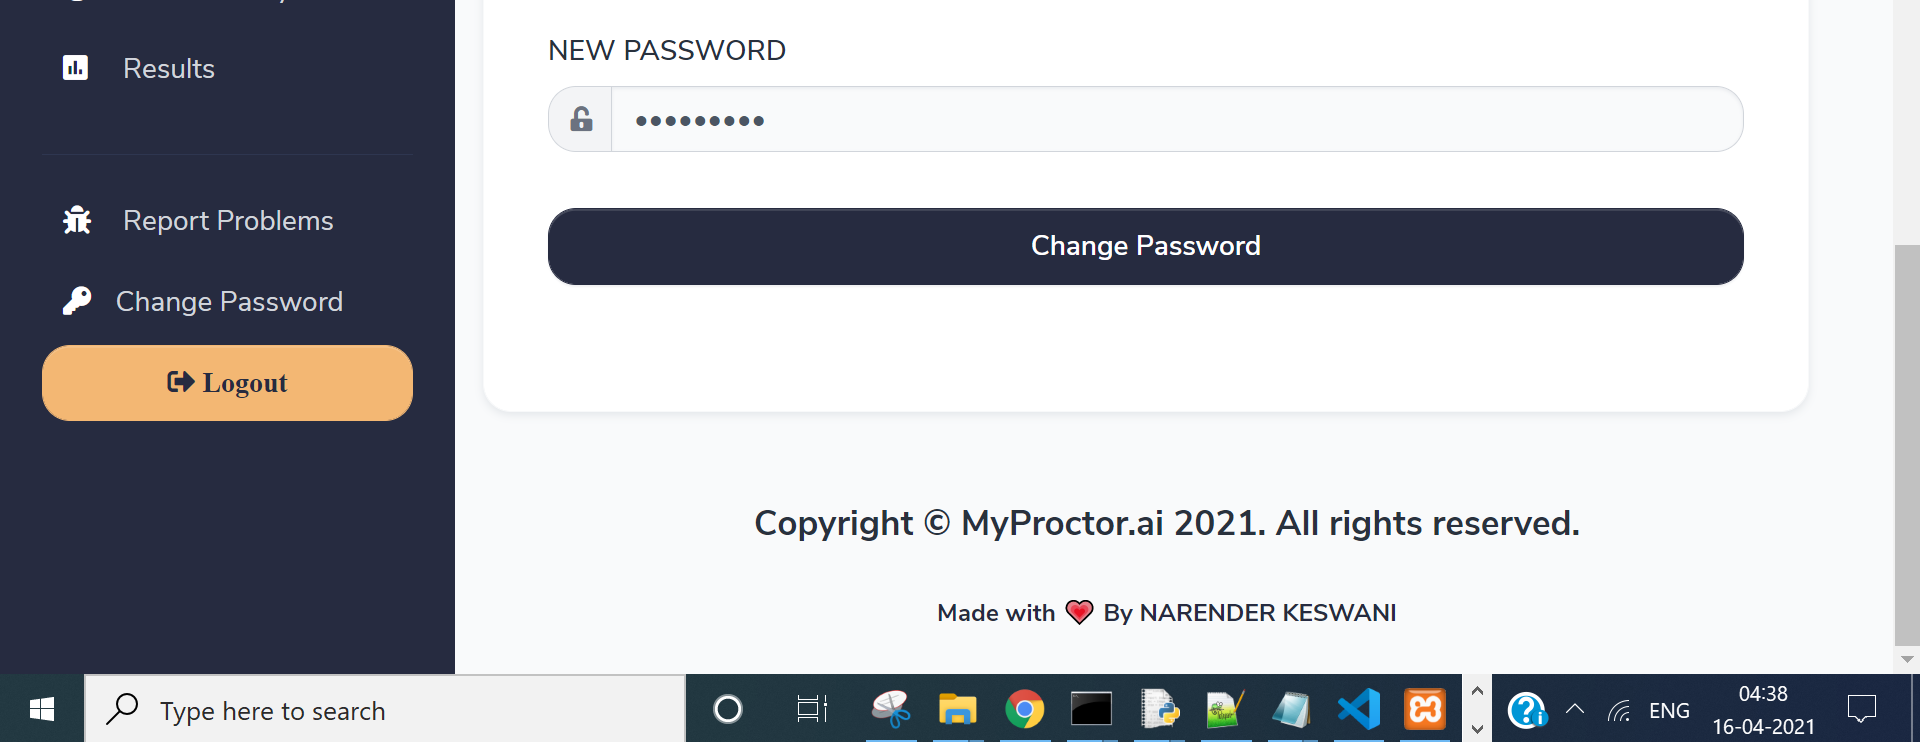 Results
Report Problems
Change Password
Logout
NEW PASSWORD
•••••••••
Change Password
Copyright © MyProctor.ai 2021. All rights reserved.
Made with ❤ By NARENDER KESWANI
Type here to search
ENG
04:38
16-04-2021